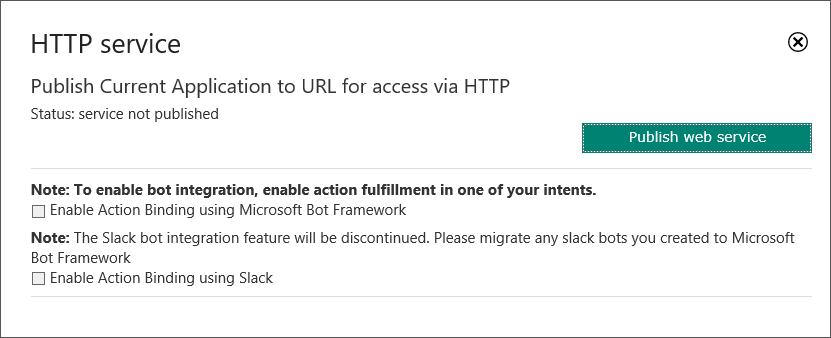 HTTP service
Publish Current Application to URL for access via HTTP
Status: service not published
Publish web service
Note: To enable bot integration, enable action fulfillment in one of your intents.
Enable Action Binding using Microsoft Bot Framework
Note: The Slack bot integration feature will be discontinued. Please migrate any slack bots you created to Microsoft
Bot Framework
Enable Action Binding using Slack